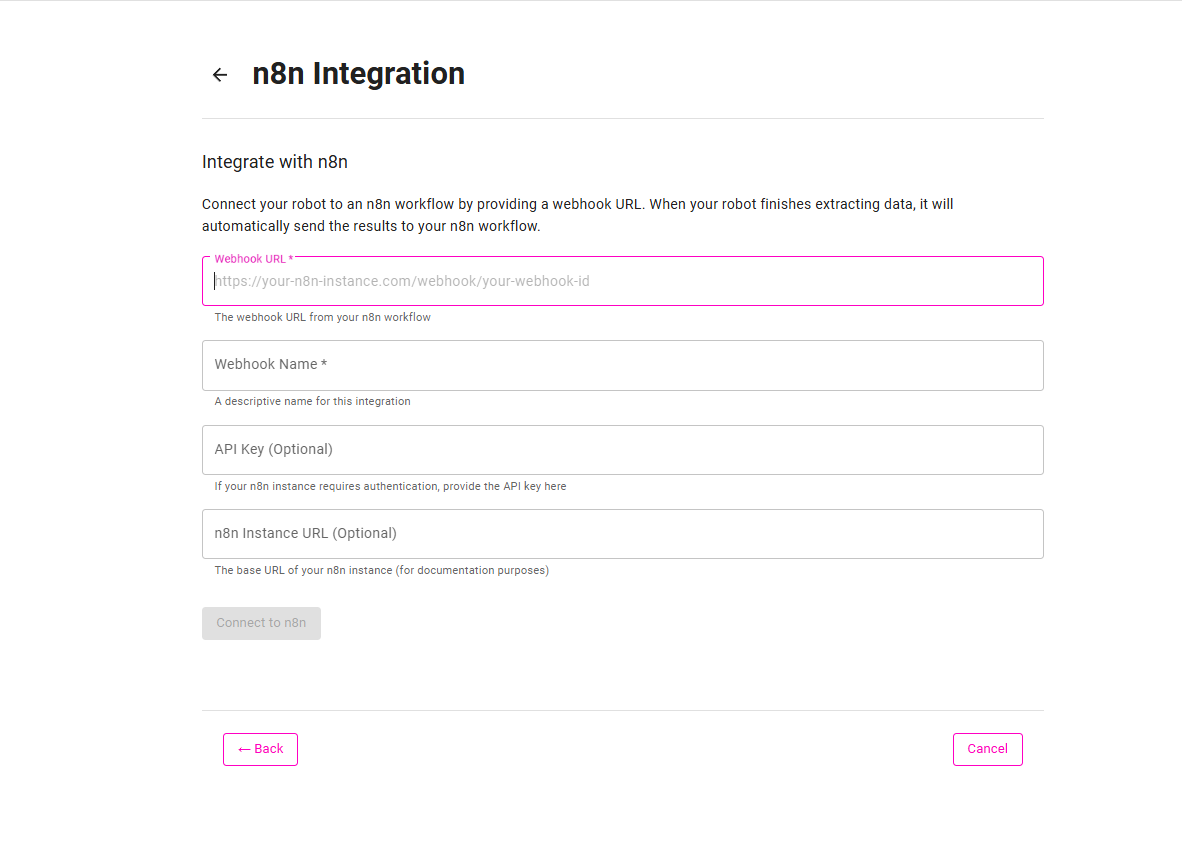 n8n Integration
Integrate with n8n
Connect your robot to an n8n workflow by providing a webhook URL. When your robot finishes extracting data, it will
automatically send the results to your n8n workflow.
Webhook URL *
https://your-n8n-instance.com/webhook/your-webhook-id
The webhook URL from your n8n workflow
Webhook Name *
A descriptive name for this integration
API Key (Optional)
If your n8n instance requires authentication, provide the API key here
n8n Instance URL (Optional)
The base URL of your n8n instance (for documentation purposes)
Connect to n8n
← Back
Cancel